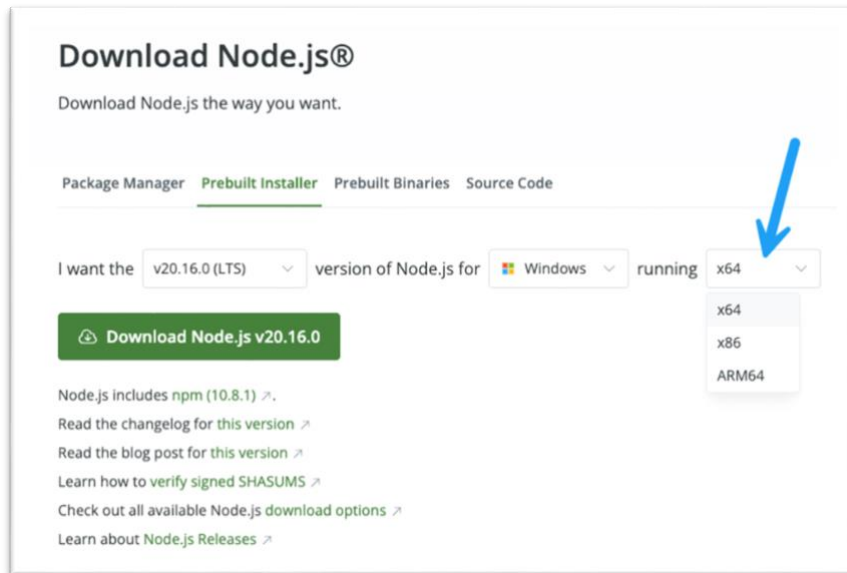 Download Node.js®
Download Node.js the way you want.
Package Manager Prebuilt Installer Prebuilt Binaries Source Code
I want the v20.16.0 (LTS) version of Node.js for Windows running x64
x64
x86
ARM64
Download Node.js v20.16.0
Node.js includes npm (10.8.1) ↗.
Read the changelog for this version ↗
Read the blog post for this version ↗
Learn how to verify signed SHASUMS ↗
Check out all available Node.js download options ↗
Learn about Node.js Releases ↗